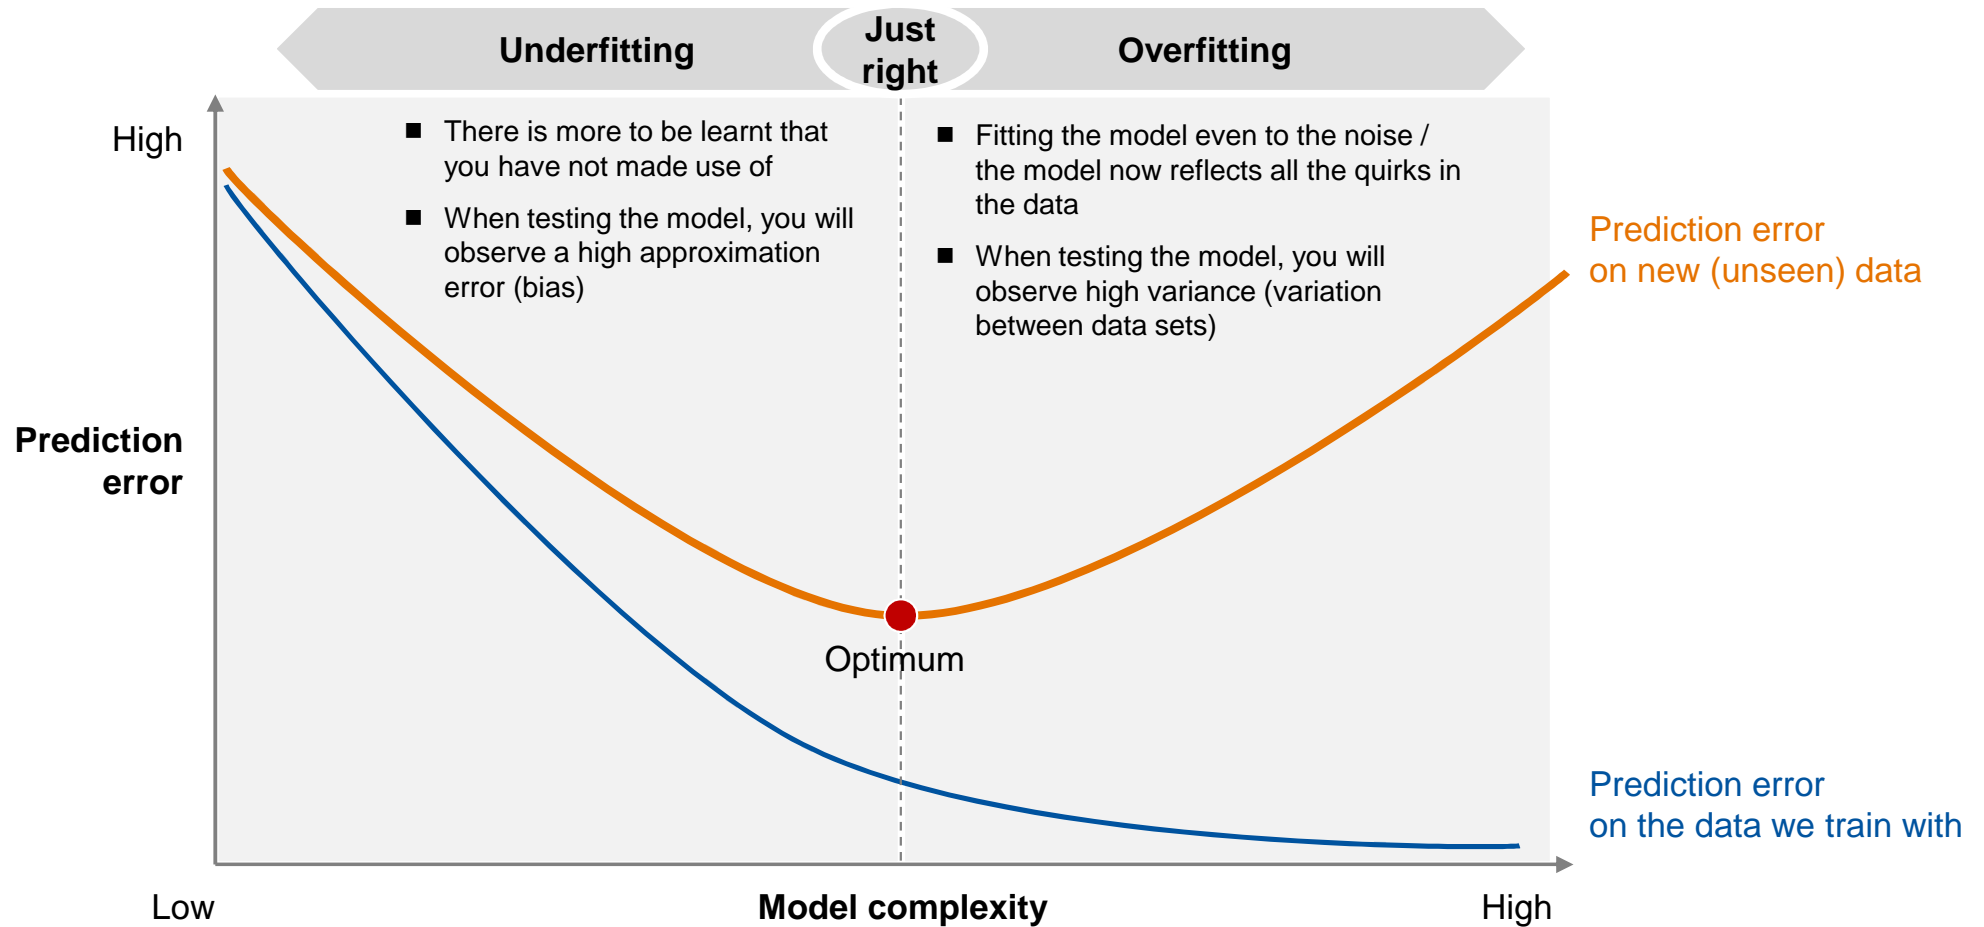 Underfitting
Just
right
Overfitting
High
■ There is more to be learnt that
you have not made use of
■ When testing the model, you will
observe a high approximation
error (bias)
■ Fitting the model even to the noise /
the model now reflects all the quirks in
the data
■ When testing the model, you will
observe high variance (variation
between data sets)
Prediction error
on new (unseen) data
Prediction
error
Optimum
Prediction error
on the data we train with
Low
Model complexity
High